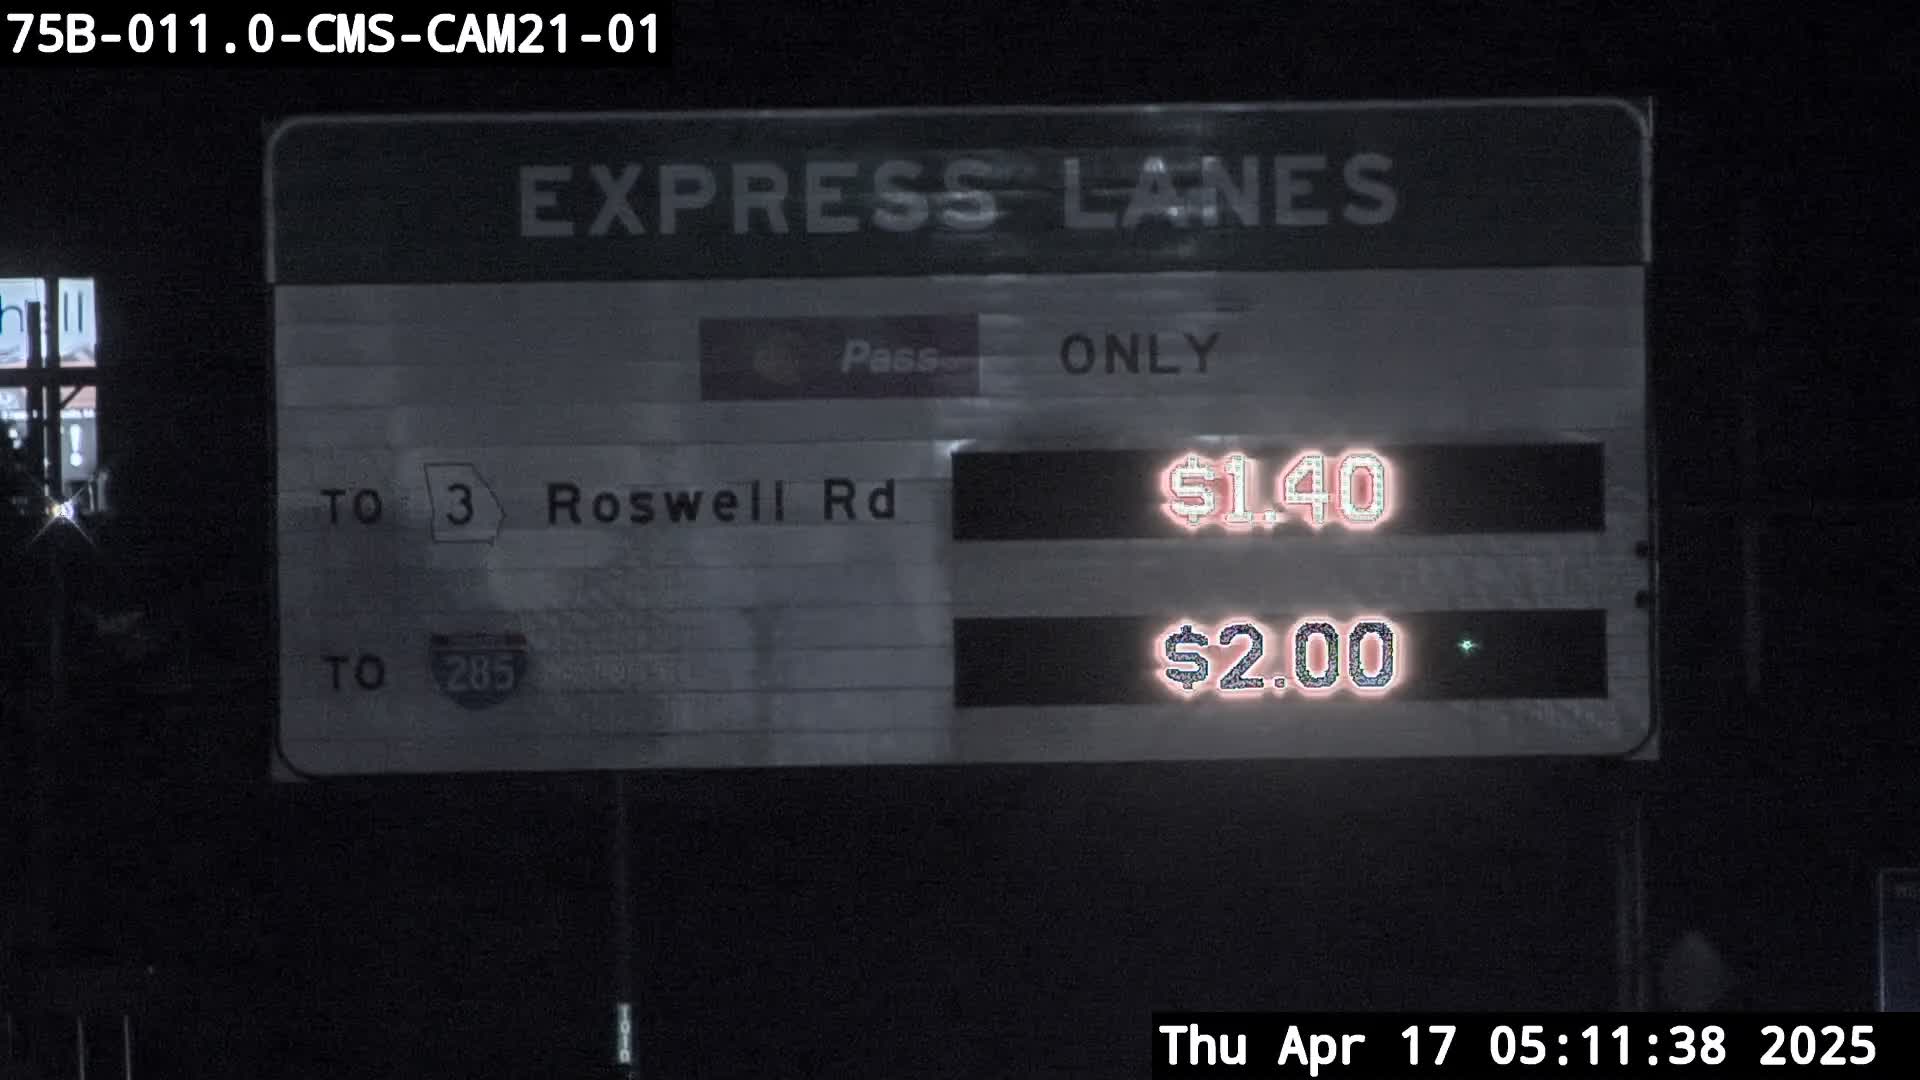 75B-011.0-CMS-CAM21-01
EXPRESS LANES
Pass ONLY
TO 3 Roswell Rd $1.40
TO 285 $2.00
Thu Apr 17 05:11:38 2025